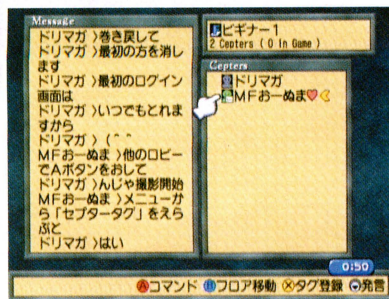 Message
ドリマガ 〉巻き戻して
ドリマガ 〉最初の方を消し
ます
ドリマガ 〉最初のログイン
画面は
ドリマガ 〉いつでもとれま
すから
ドリマガ 〉（＾＾
ＭＦおーぬま 〉他のロビー
でＡボタンをおして
ドリマガ 〉んじゃ撮影開始
ＭＦおーぬま 〉メニューか
ら「セプタータグ」をえら
ぶと
ドリマガ 〉はい
ビギナー１
2 Cepters ( 0 In Game )
Cepters
ドリマガ
ＭＦおーぬま
0:50
Ⓐコマンド Ⓑフロア移動 Ⓧタグ登録 Ⓨ発言